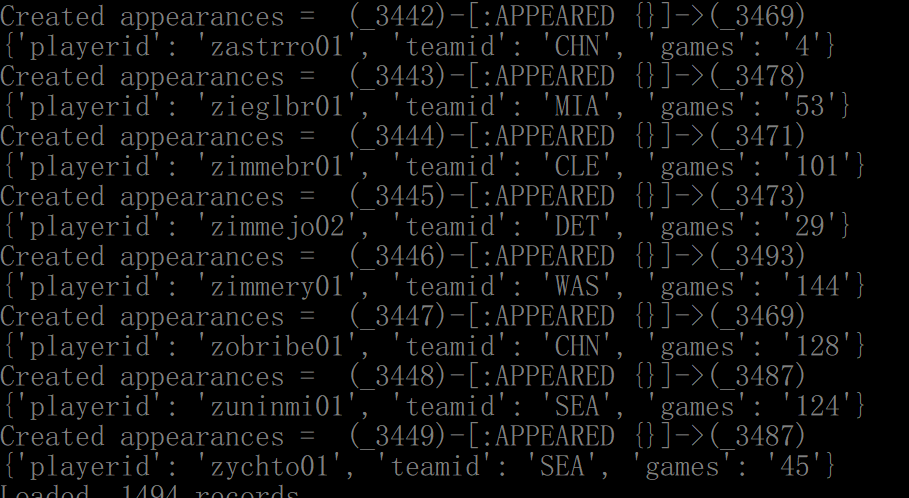 Created appearances =  (_3442)-[:APPEARED {}]->(_3469)
{'playerid': 'zastrro01', 'teamid': 'CHN', 'games': '4'}
Created appearances =  (_3443)-[:APPEARED {}]->(_3478)
{'playerid': 'zieglbr01', 'teamid': 'MIA', 'games': '53'}
Created appearances =  (_3444)-[:APPEARED {}]->(_3471)
{'playerid': 'zimmebr01', 'teamid': 'CLE', 'games': '101'}
Created appearances =  (_3445)-[:APPEARED {}]->(_3473)
{'playerid': 'zimmejo02', 'teamid': 'DET', 'games': '29'}
Created appearances =  (_3446)-[:APPEARED {}]->(_3493)
{'playerid': 'zimmery01', 'teamid': 'WAS', 'games': '144'}
Created appearances =  (_3447)-[:APPEARED {}]->(_3469)
{'playerid': 'zobribe01', 'teamid': 'CHN', 'games': '128'}
Created appearances =  (_3448)-[:APPEARED {}]->(_3487)
{'playerid': 'zuninmi01', 'teamid': 'SEA', 'games': '124'}
Created appearances =  (_3449)-[:APPEARED {}]->(_3487)
{'playerid': 'zychto01', 'teamid': 'SEA', 'games': '45'}
Loaded  1494 records